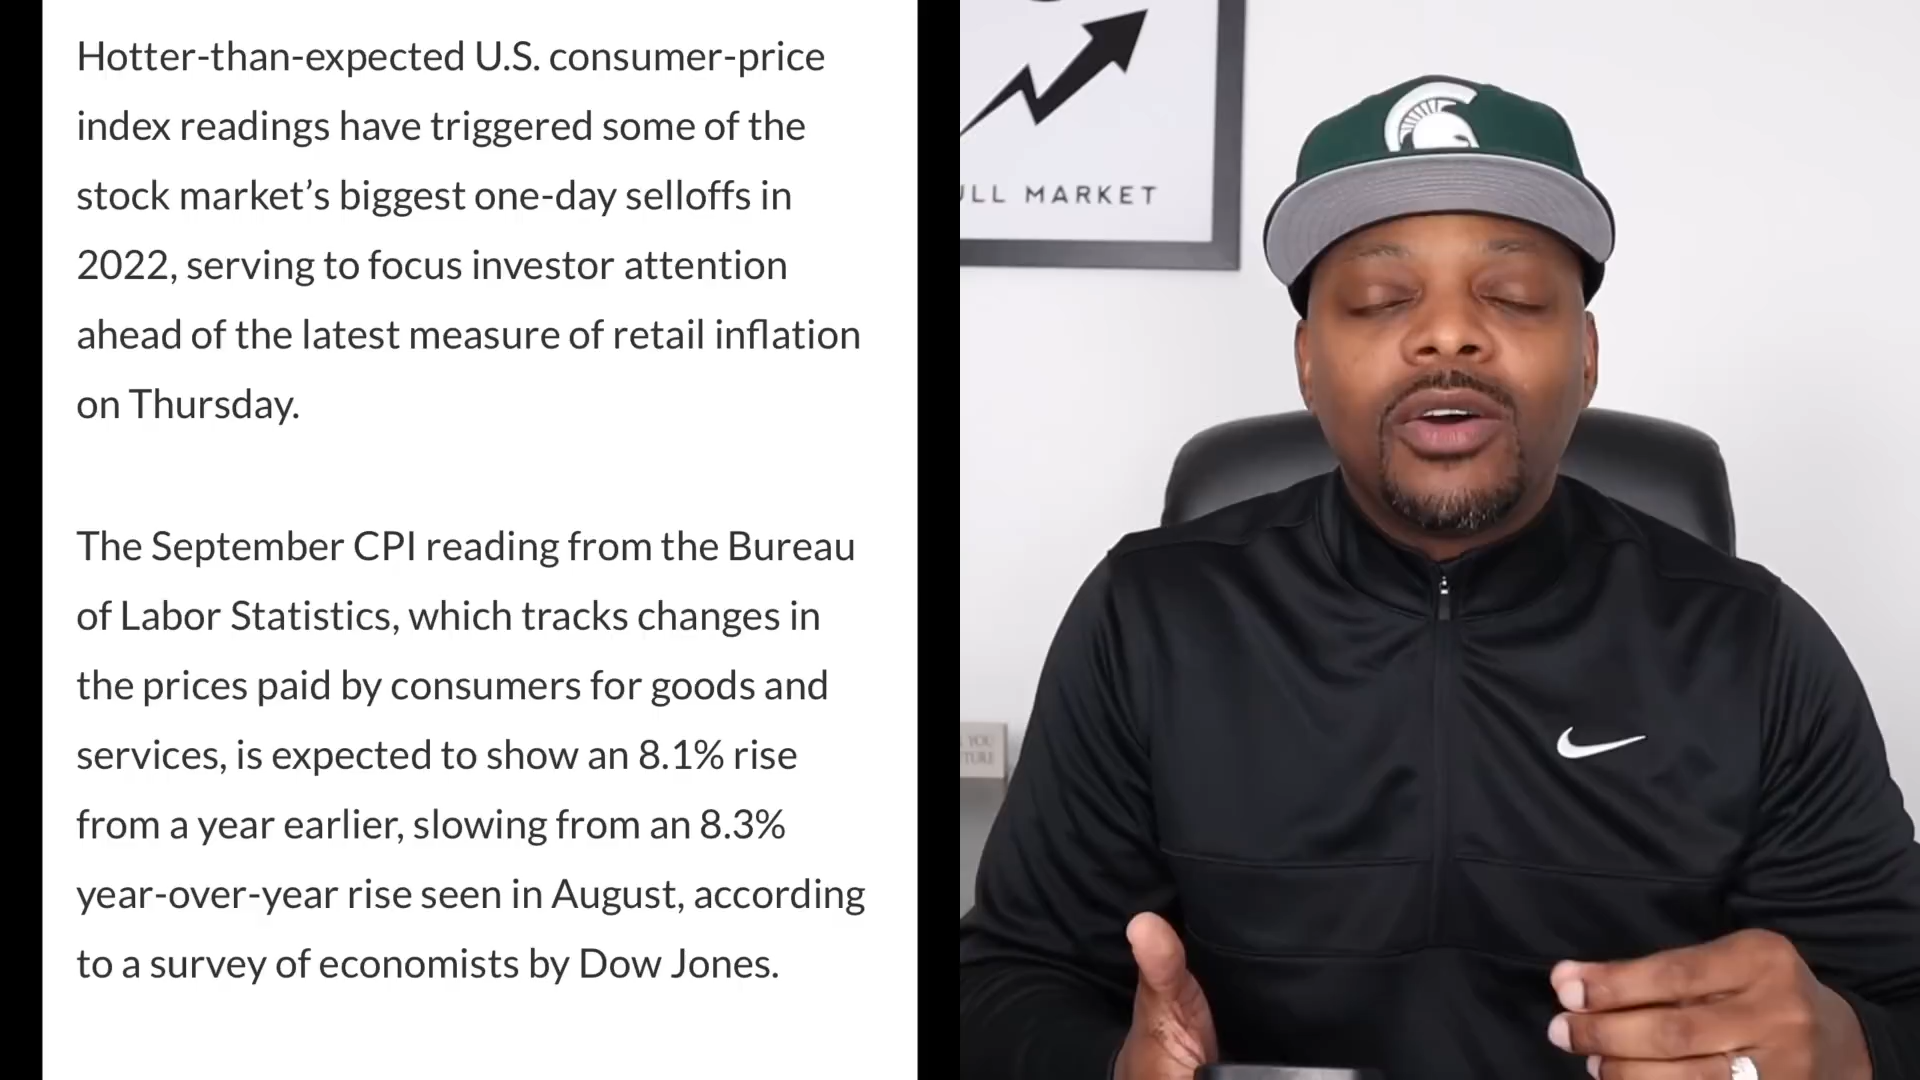 Hotter-than-expected U.S. consumer-price
index readings have triggered some of the
stock market’s biggest one-day selloffs in
2022, serving to focus investor attention
ahead of the latest measure of retail inflation
on Thursday.
The September CPI reading from the Bureau
of Labor Statistics, which tracks changes in
the prices paid by consumers for goods and
services, is expected to show an 8.1% rise
from a year earlier, slowing from an 8.3%
year-over-year rise seen in August, according
to a survey of economists by Dow Jones.
ULL MARKET
YOU
TURE